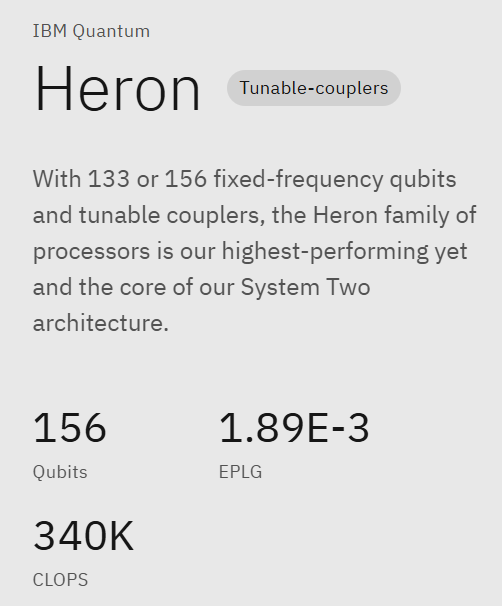 IBM Quantum
Heron Tunable-couplers
With 133 or 156 fixed-frequency qubits
and tunable couplers, the Heron family of
processors is our highest-performing yet
and the core of our System Two
architecture.
156 1.89E-3
Qubits EPLG
340K
CLOPS